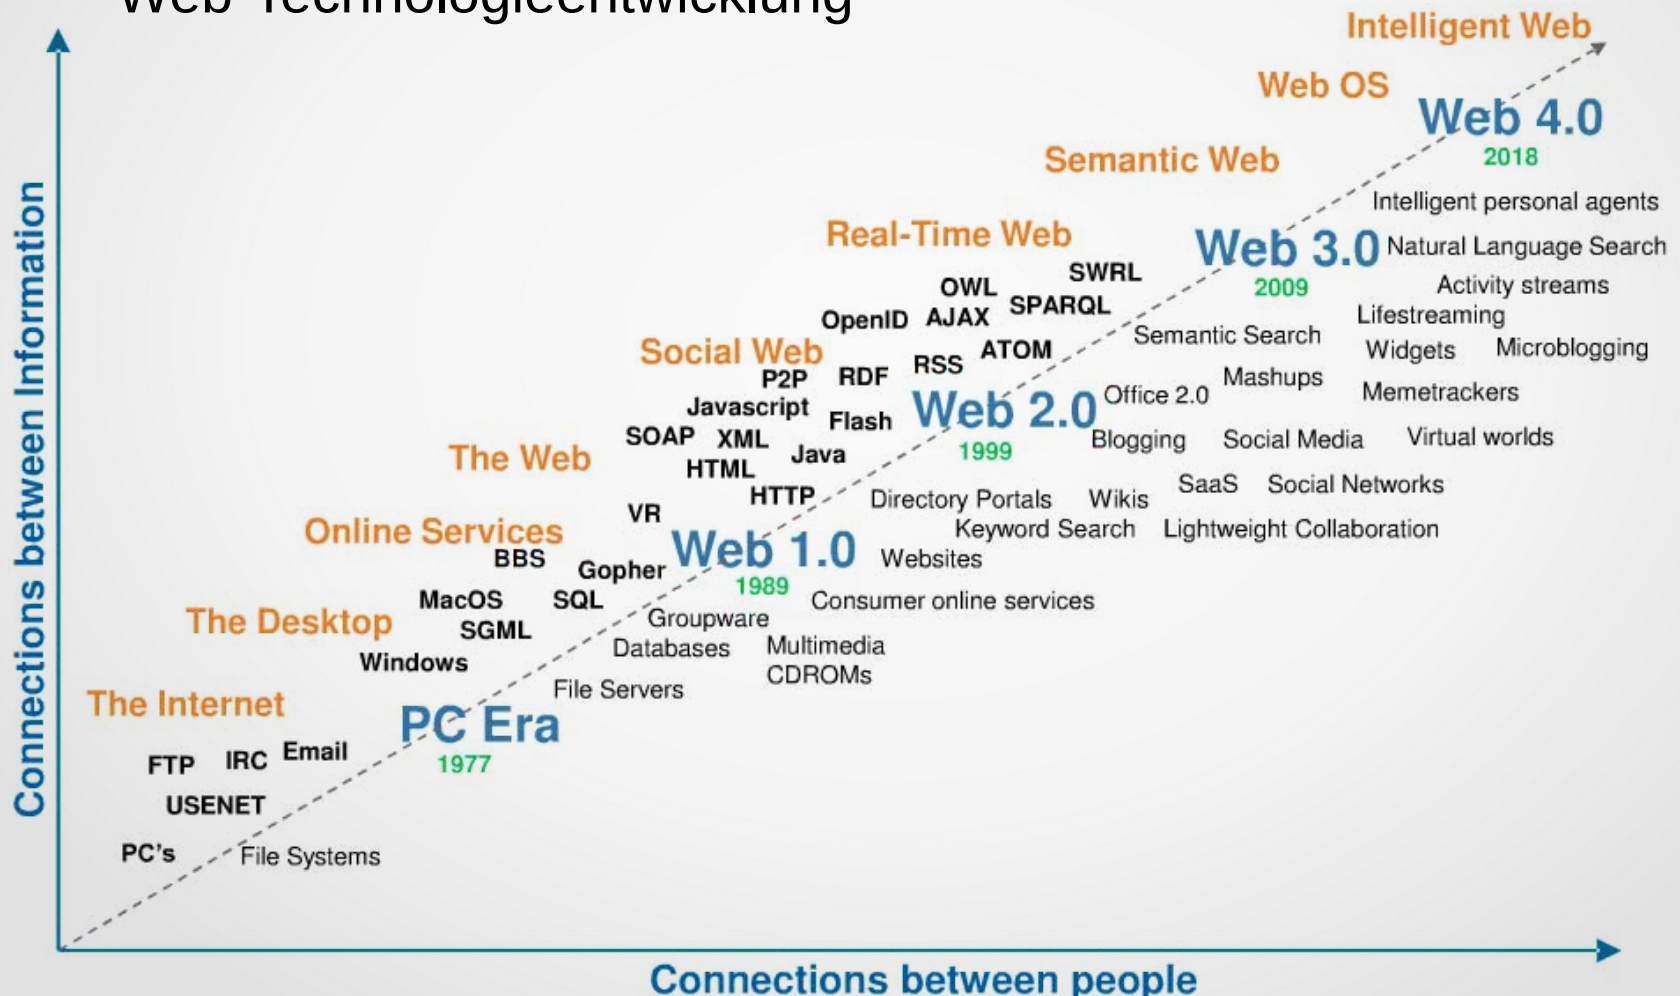 Web Technologieentwicklung
Intelligent Web
Web OS
Web 4.0
2018
Semantic Web
Intelligent personal agents
Real-Time Web
Web 3.0
Natural Language Search
2009
SWRL
OWL
SPARQL
Activity streams
OpenID
AJAX
Lifestreaming
Semantic Search
Social Web
ATOM
Widgets
Microblogging
P2P
RDF
RSS
Mashups
Javascript
Flash
Web 2.0
Office 2.0
Memetrackers
1999
SOAP
XML
Java
Blogging
Social Media
Virtual worlds
The Web
HTML
HTTP
Directory Portals
Wikis
SaaS
Social Networks
VR
Keyword Search
Lightweight Collaboration
Online Services
Web 1.0
Websites
1989
BBS
Gopher
MacOS
SQL
Consumer online services
The Desktop
SGML
Groupware
Windows
Databases
Multimedia
CDROMs
File Servers
The Internet
PC Era
1977
FTP
IRC
Email
USENET
PC's
File Systems
Connections between Information
Connections between people